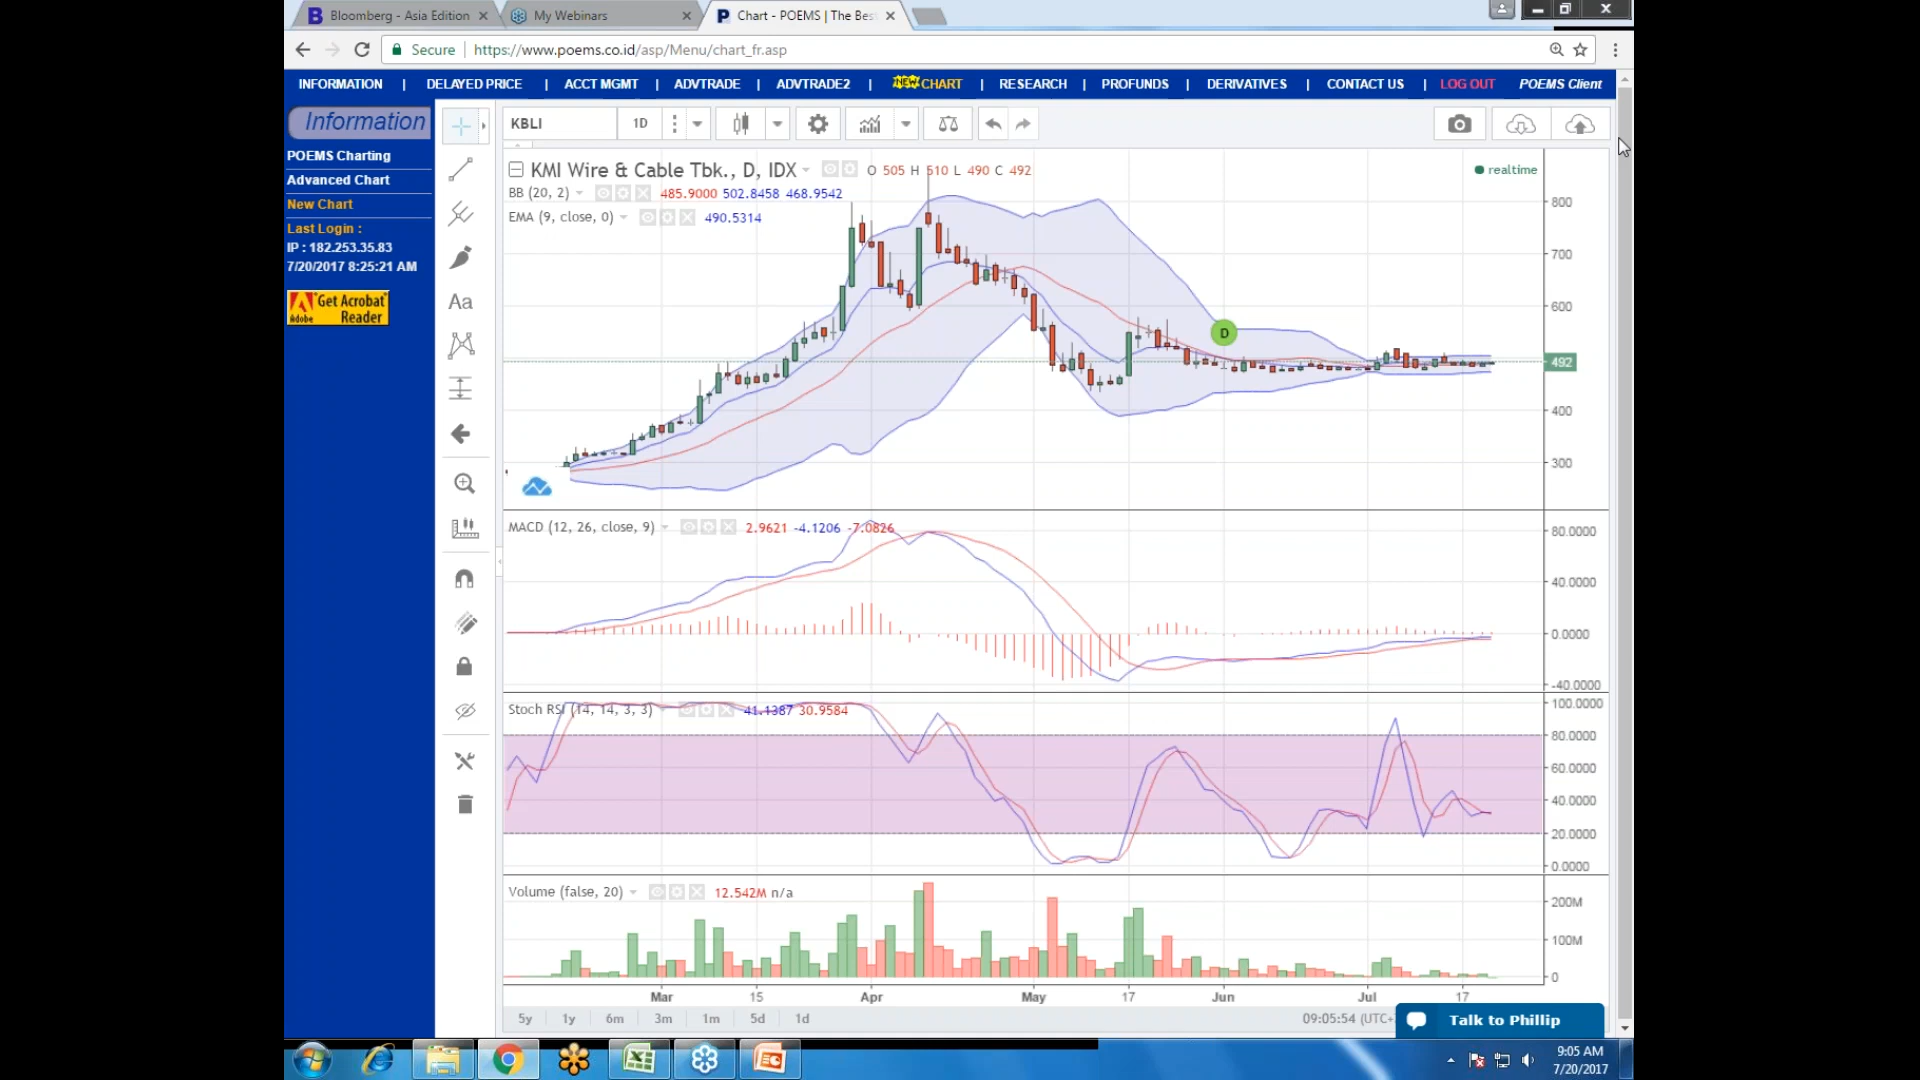 Bloomberg - Asia Edition
My Webinars
Chart - POEMS | The Bes
Secure | https://www.poems.co.id/asp/Menu/chart_fr.asp
INFORMATION | DELAYED PRICE | ACCT MGMT | ADVTRADE | ADVTRADE2 | NEW CHART | RESEARCH | PROFUNDS | DERIVATIVES | CONTACT US | LOG OUT POEMS Client
Information
POEMS Charting
Advanced Chart
New Chart
Last Login :
IP : 182.253.35.83
7/20/2017 8:25:21 AM
Get Acrobat
Adobe Reader
Aa
KBLI 1D
KMI Wire & Cable Tbk., D, IDX O 505 H 510 L 490 C 492
realtime
BB (20, 2) 485.9000 502.8458 468.9542
EMA (9, close, 0) 490.5314
D
800
700
600
492
400
300
MACD (12, 26, close, 9) 2.9621 -4.1206 -7.0826
80.0000
40.0000
0.0000
-40.0000
Stoch RSI (14, 14, 3, 3) 41.1387 30.9584
100.0000
80.0000
60.0000
40.0000
20.0000
0.0000
Volume (false, 20) 12.542M n/a
200M
100M
0
Mar 15 Apr May 17 Jun Jul 17
5y 1y 6m 3m 1m 5d 1d
09:05:54 (UTC+
Talk to Phillip
9:05 AM
7/20/2017